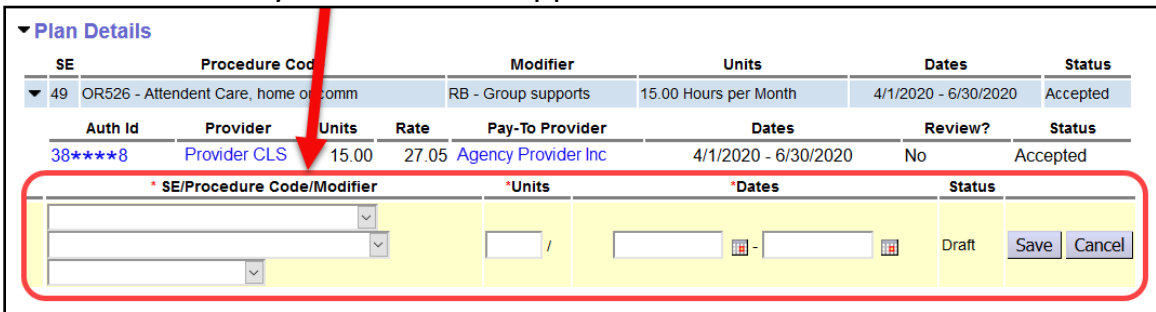 Plan Details
SE Procedure Cod Modifier Units Dates Status
49 OR526 - Attendent Care, home or comm RB - Group supports 15.00 Hours per Month 4/1/2020 - 6/30/2020 Accepted
Auth Id Provider Units Rate Pay-To Provider Dates Review? Status
38****8 Provider CLS 15.00 27.05 Agency Provider Inc 4/1/2020 - 6/30/2020 No Accepted
* SE/Procedure Code/Modifier *Units *Dates Status
/ - Draft Save Cancel